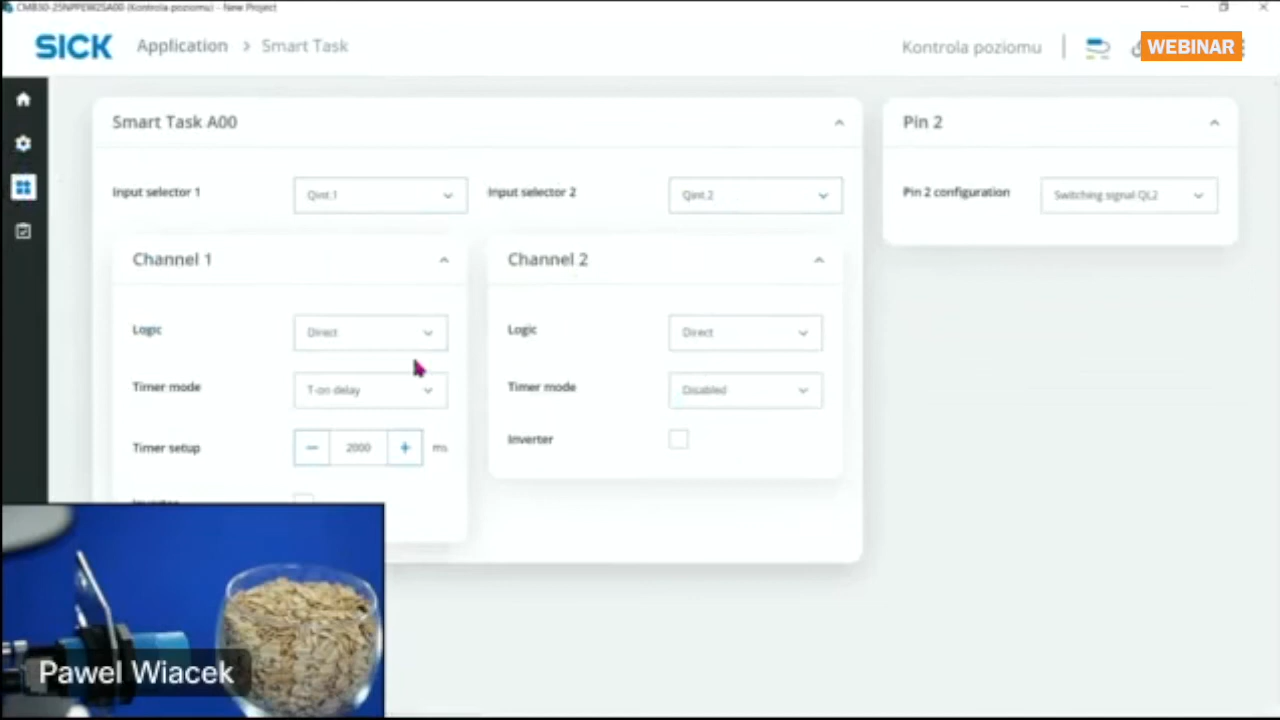 CMB30-25NPPEW2SA00 (Kontrola poziomu) - New Project
SICK Application > Smart Task Kontrola poziomu WEBINAR
Smart Task A00
Input selector 1 Qint.1 Input selector 2 Qint.2
Channel 1
Logic Direct
Timer mode T-on delay
Timer setup − 2000 + ms
Inverter
Channel 2
Logic Direct
Timer mode Disabled
Inverter
Pin 2
Pin 2 configuration Switching signal QL2
Pawel Wiacek